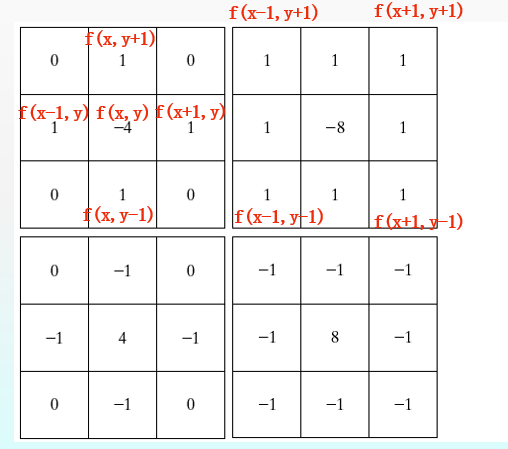 f(x-1, y+1) f(x+1, y+1)
f(x, y+1)
0 1 0 1 1 1
f(x-1, y) f(x, y) f(x+1, y)
1 −4 1 1 −8 1
0 1 0 1 1 1
f(x, y-1) f(x-1, y-1) f(x+1, y-1)
0 −1 0 −1 −1 −1
−1 4 −1 −1 8 −1
0 −1 0 −1 −1 −1